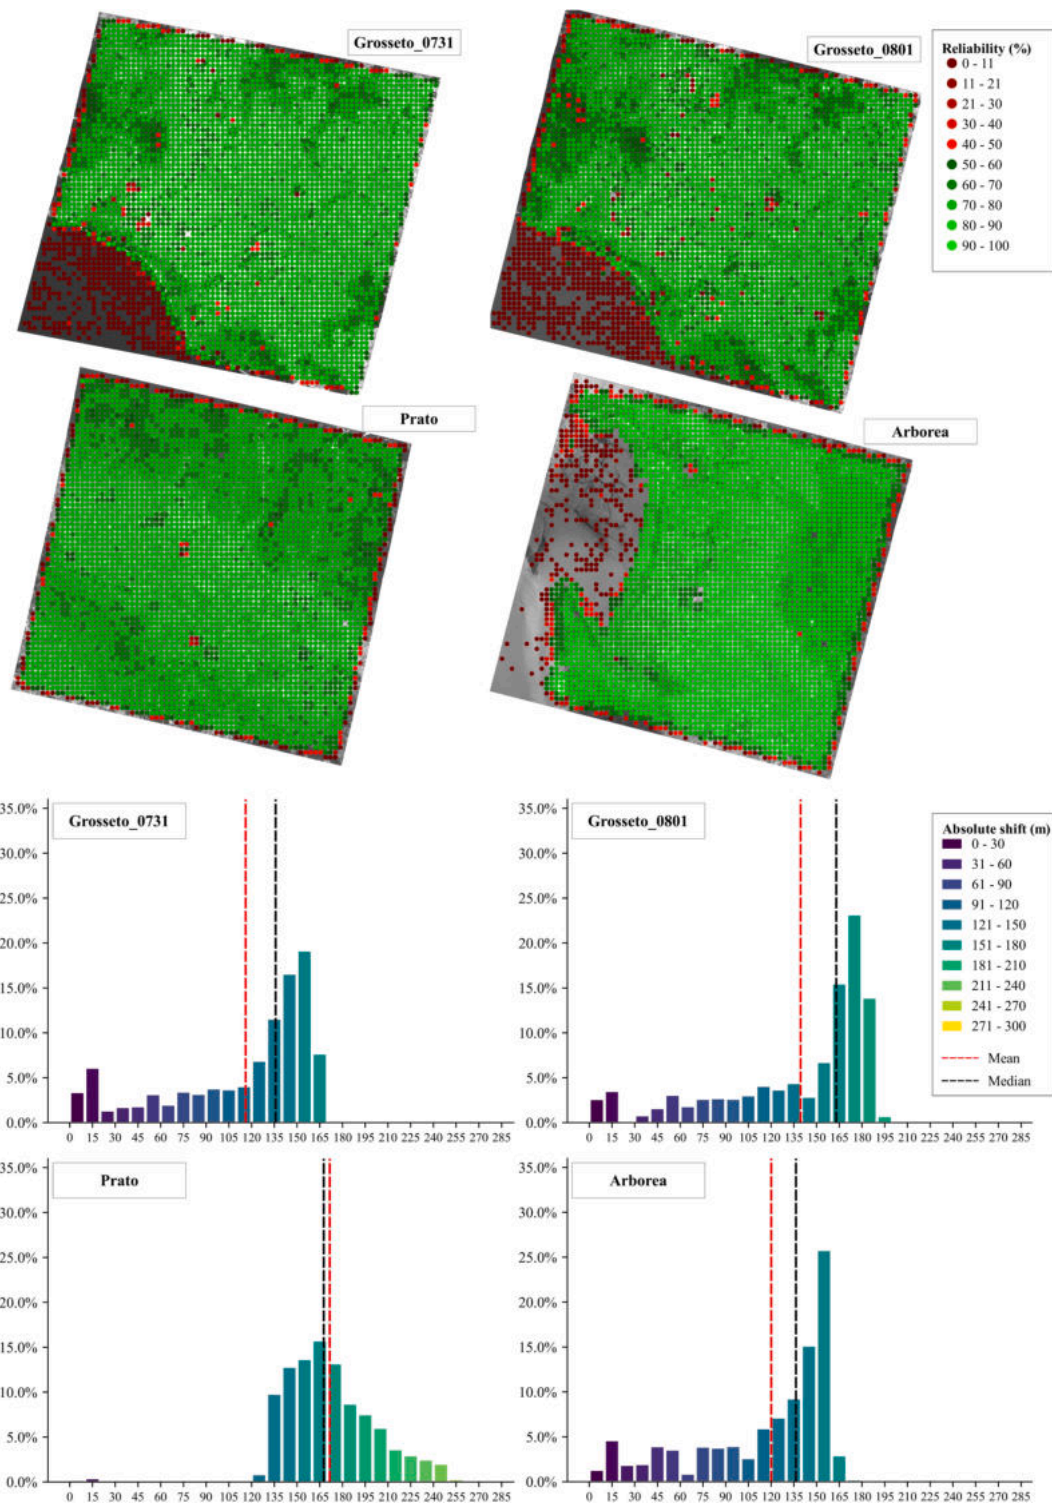 Grosseto_0731
Grosseto_0801
Reliability (%)
0 - 11
11 - 21
21 - 30
30 - 40
40 - 50
50 - 60
60 - 70
70 - 80
80 - 90
90 - 100
Prato
Arborea
35.0%
30.0%
25.0%
20.0%
15.0%
10.0%
5.0%
0.0%
Grosseto_0731
0 15 30 45 60 75 90 105 120 135 150 165 180 195 210 225 240 255 270 285
35.0%
30.0%
25.0%
20.0%
15.0%
10.0%
5.0%
0.0%
Grosseto_0801
0 15 30 45 60 75 90 105 120 135 150 165 180 195 210 225 240 255 270 285
Absolute shift (m)
0 - 30
31 - 60
61 - 90
91 - 120
121 - 150
151 - 180
181 - 210
211 - 240
241 - 270
271 - 300
Mean
Median
35.0%
30.0%
25.0%
20.0%
15.0%
10.0%
5.0%
0.0%
Prato
0 15 30 45 60 75 90 105 120 135 150 165 180 195 210 225 240 255 270 285
35.0%
30.0%
25.0%
20.0%
15.0%
10.0%
5.0%
0.0%
Arborea
0 15 30 45 60 75 90 105 120 135 150 165 180 195 210 225 240 255 270 285